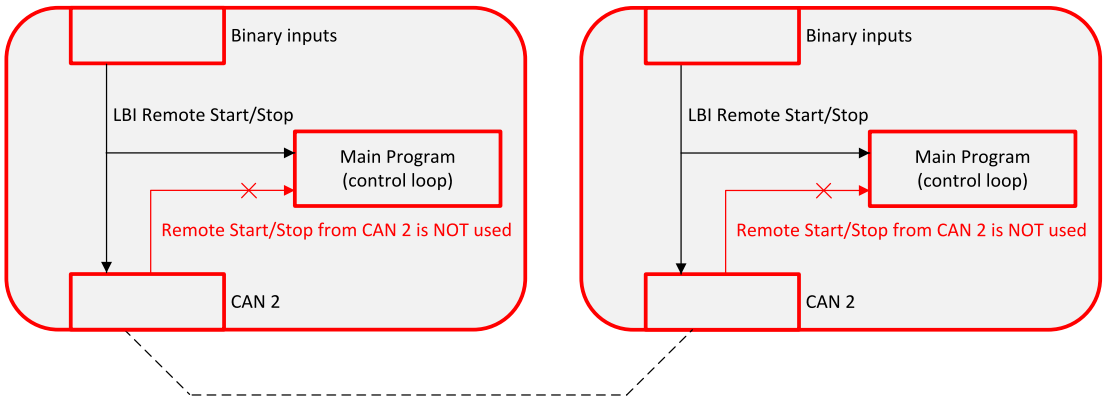 Binary inputs
LBI Remote Start/Stop
Main Program
(control loop)
Remote Start/Stop from CAN 2 is NOT used
CAN 2
Binary inputs
LBI Remote Start/Stop
Main Program
(control loop)
Remote Start/Stop from CAN 2 is NOT used
CAN 2